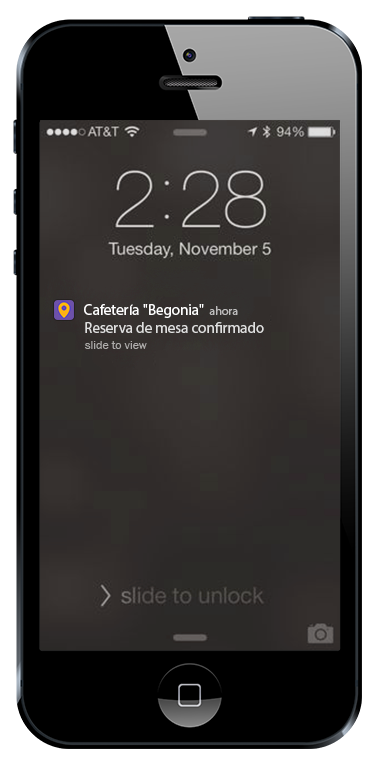 AT&T 94%
2:28
Tuesday, November 5
Cafetería "Begonia" ahora
Reserva de mesa confirmado
slide to view
slide to unlock